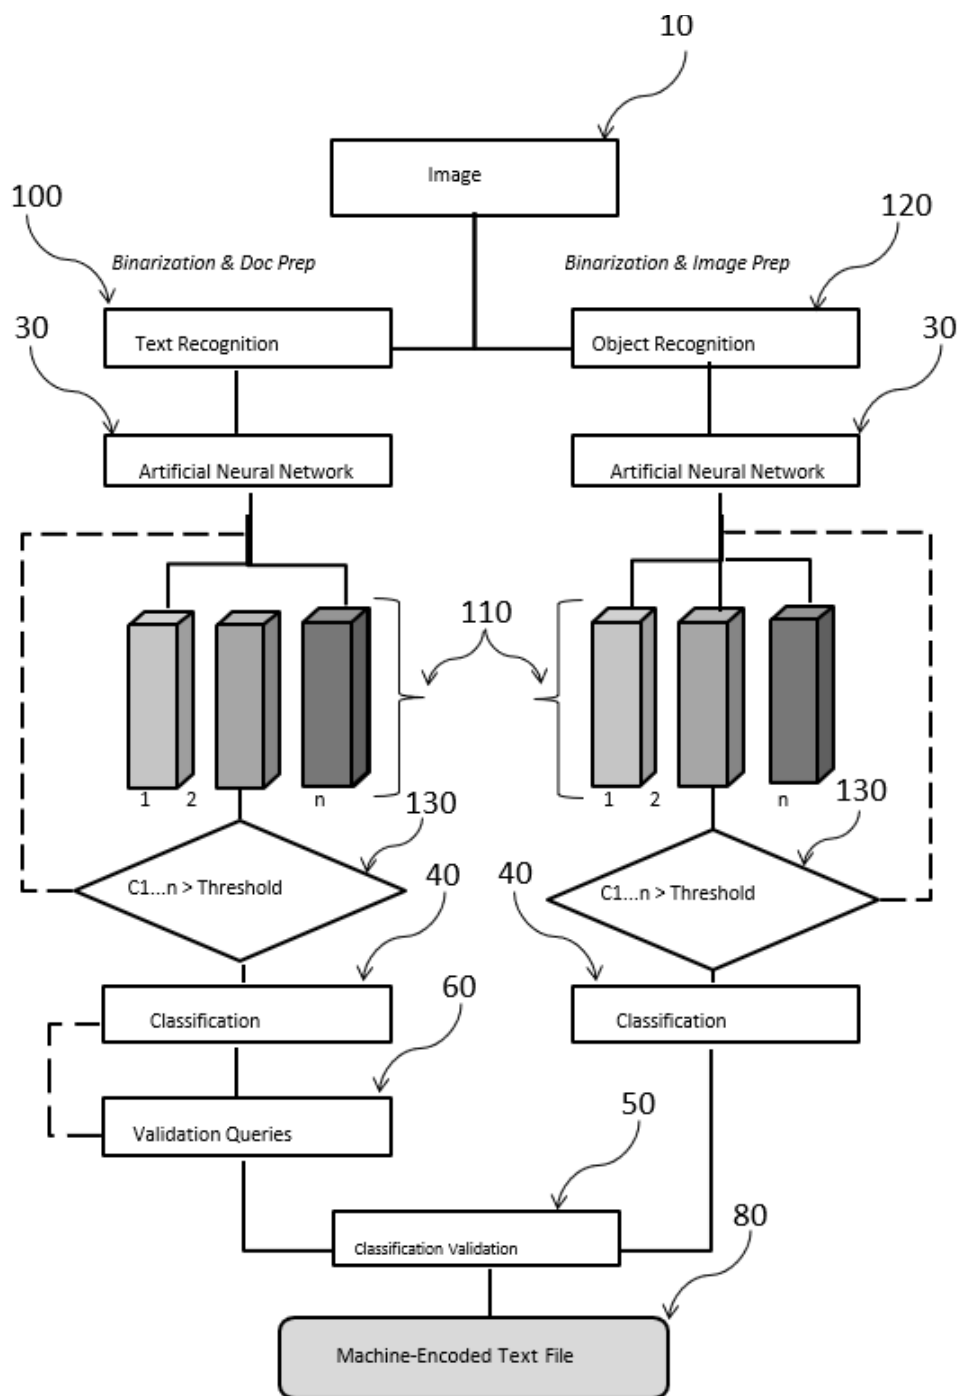 10
Image
100
120
Binarization & Doc Prep
Binarization & Image Prep
30
Text Recognition
Object Recognition
30
Artificial Neural Network
Artificial Neural Network
110
1 2 n
1 2 n
130
130
C1...n > Threshold
C1...n > Threshold
40
40
Classification
Classification
60
Validation Queries
50
Classification Validation
80
Machine-Encoded Text File